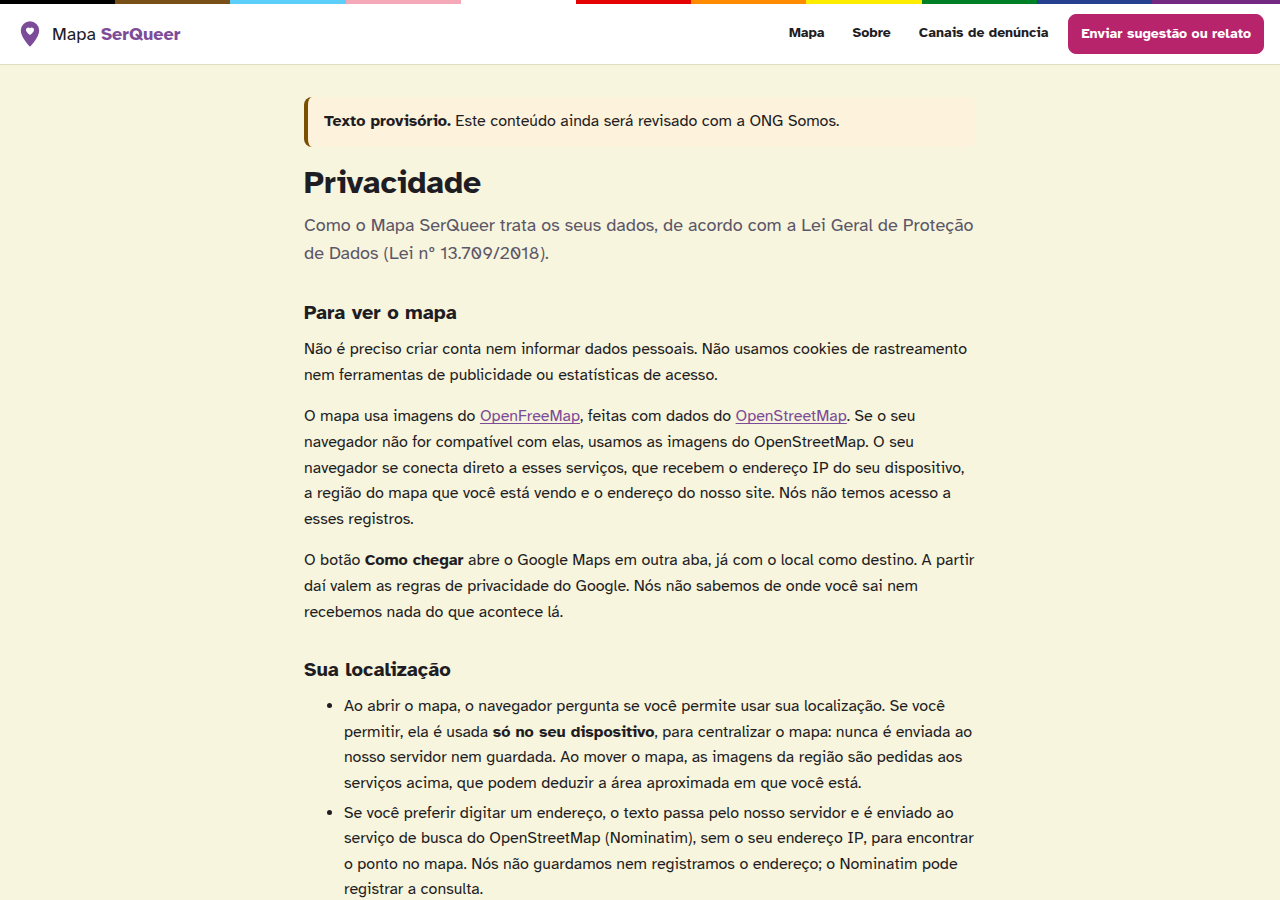 Mapa SerQueer
Mapa
Sobre
Canais de denúncia
Enviar sugestão ou relato
Texto provisório. Este conteúdo ainda será revisado com a ONG Somos.
Privacidade
Como o Mapa SerQueer trata os seus dados, de acordo com a Lei Geral de Proteção
de Dados (Lei nº 13.709/2018).
Para ver o mapa
Não é preciso criar conta nem informar dados pessoais. Não usamos cookies de rastreamento
nem ferramentas de publicidade ou estatísticas de acesso.
O mapa usa imagens do OpenFreeMap, feitas com dados do OpenStreetMap. Se o seu
navegador não for compatível com elas, usamos as imagens do OpenStreetMap. O seu
navegador se conecta direto a esses serviços, que recebem o endereço IP do seu dispositivo,
a região do mapa que você está vendo e o endereço do nosso site. Nós não temos acesso a
esses registros.
O botão Como chegar abre o Google Maps em outra aba, já com o local como destino. A partir
daí valem as regras de privacidade do Google. Nós não sabemos de onde você sai nem
recebemos nada do que acontece lá.
Sua localização
• Ao abrir o mapa, o navegador pergunta se você permite usar sua localização. Se você
permitir, ela é usada só no seu dispositivo, para centralizar o mapa: nunca é enviada ao
nosso servidor nem guardada. Ao mover o mapa, as imagens da região são pedidas aos
serviços acima, que podem deduzir a área aproximada em que você está.
• Se você preferir digitar um endereço, o texto passa pelo nosso servidor e é enviado ao
serviço de busca do OpenStreetMap (Nominatim), sem o seu endereço IP, para encontrar
o ponto no mapa. Nós não guardamos nem registramos o endereço; o Nominatim pode
registrar a consulta.